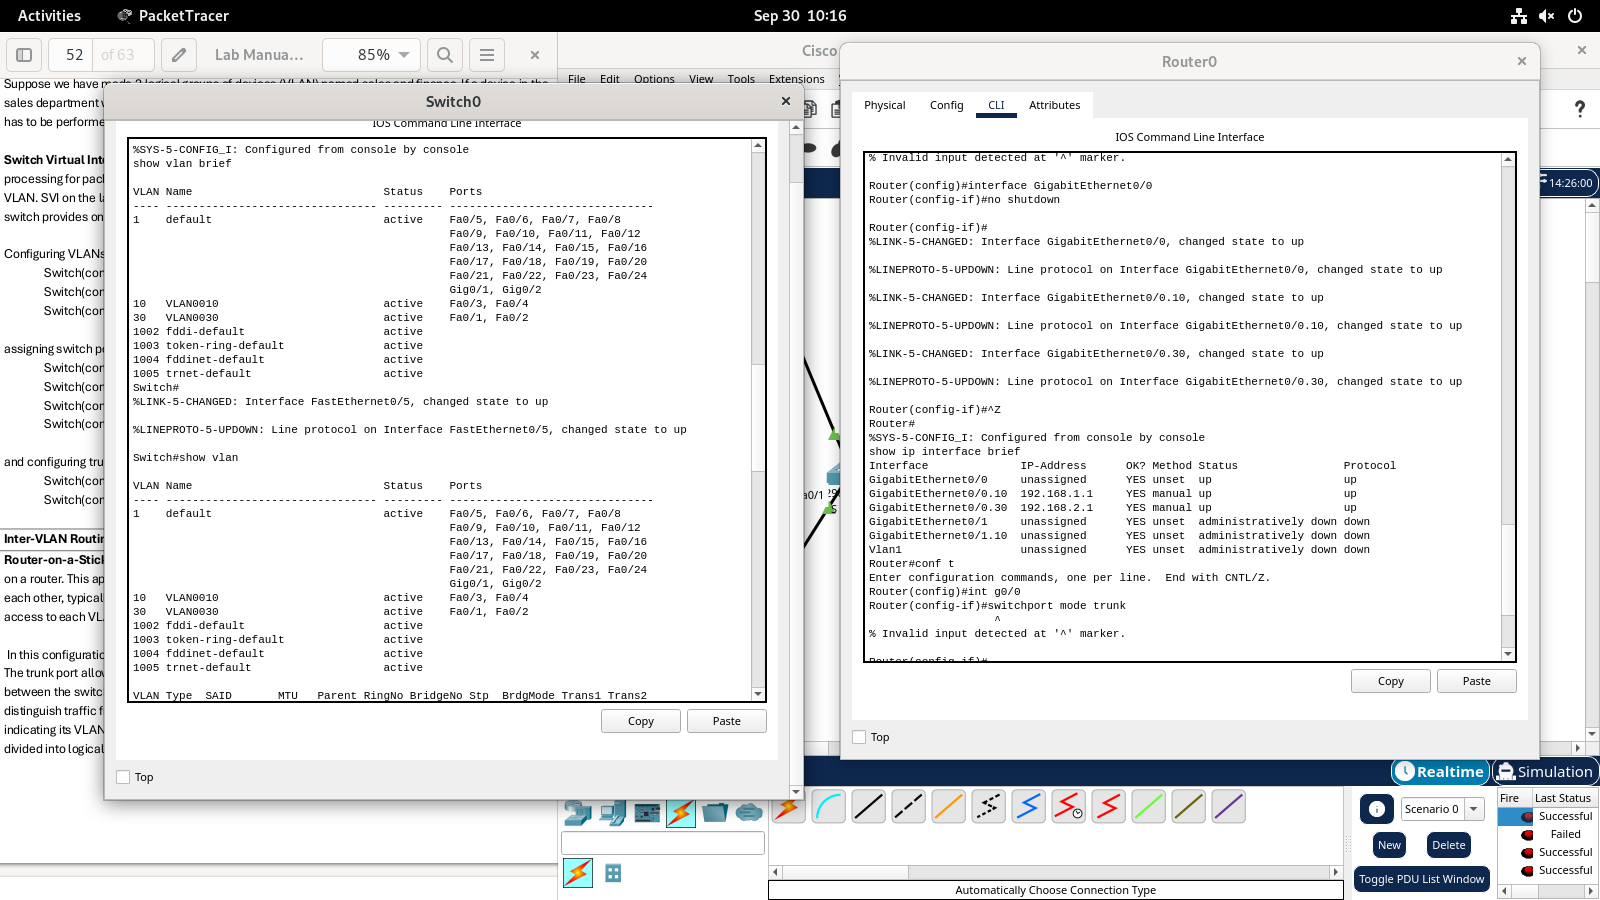 Activities
PacketTracer
Sep 30  10:16
52 of 63
Lab Manua...
85%
Cisco
File Edit Options View Tools Extensions
Suppose we have made 2 logical groups of devices (VLAN) named sales and finance. If a device in the
sales department w
has to be performe
Switch Virtual Inte
processing for pack
VLAN. SVI on the la
switch provides on
Configuring VLANs
Switch(con
Switch(con
Switch(con
assigning switch po
Switch(con
Switch(con
Switch(con
Switch(con
and configuring tru
Switch(con
Switch(con
Inter-VLAN Routin
Router-on-a-Stick
on a router. This ap
each other, typical
access to each VLA
In this configuratio
The trunk port allow
between the switc
distinguish traffic f
indicating its VLAN
divided into logical
Switch0
IOS Command Line Interface
%SYS-5-CONFIG_I: Configured from console by console
show vlan brief
VLAN Name                             Status    Ports
---- -------------------------------- --------- -------------------------------
1    default                          active    Fa0/5, Fa0/6, Fa0/7, Fa0/8
                                                Fa0/9, Fa0/10, Fa0/11, Fa0/12
                                                Fa0/13, Fa0/14, Fa0/15, Fa0/16
                                                Fa0/17, Fa0/18, Fa0/19, Fa0/20
                                                Fa0/21, Fa0/22, Fa0/23, Fa0/24
                                                Gig0/1, Gig0/2
10   VLAN0010                         active    Fa0/3, Fa0/4
30   VLAN0030                         active    Fa0/1, Fa0/2
1002 fddi-default                     active
1003 token-ring-default               active
1004 fddinet-default                  active
1005 trnet-default                    active
Switch#
%LINK-5-CHANGED: Interface FastEthernet0/5, changed state to up
%LINEPROTO-5-UPDOWN: Line protocol on Interface FastEthernet0/5, changed state to up
Switch#show vlan
VLAN Name                             Status    Ports
---- -------------------------------- --------- -------------------------------
1    default                          active    Fa0/5, Fa0/6, Fa0/7, Fa0/8
                                                Fa0/9, Fa0/10, Fa0/11, Fa0/12
                                                Fa0/13, Fa0/14, Fa0/15, Fa0/16
                                                Fa0/17, Fa0/18, Fa0/19, Fa0/20
                                                Fa0/21, Fa0/22, Fa0/23, Fa0/24
                                                Gig0/1, Gig0/2
10   VLAN0010                         active    Fa0/3, Fa0/4
30   VLAN0030                         active    Fa0/1, Fa0/2
1002 fddi-default                     active
1003 token-ring-default               active
1004 fddinet-default                  active
1005 trnet-default                    active
VLAN Type  SAID       MTU   Parent RingNo BridgeNo Stp  BrdgMode Trans1 Trans2
Copy Paste
Top
a0/1
Router0
Physical Config CLI Attributes
IOS Command Line Interface
% Invalid input detected at '^' marker.
Router(config)#interface GigabitEthernet0/0
Router(config-if)#no shutdown
Router(config-if)#
%LINK-5-CHANGED: Interface GigabitEthernet0/0, changed state to up
%LINEPROTO-5-UPDOWN: Line protocol on Interface GigabitEthernet0/0, changed state to up
%LINK-5-CHANGED: Interface GigabitEthernet0/0.10, changed state to up
%LINEPROTO-5-UPDOWN: Line protocol on Interface GigabitEthernet0/0.10, changed state to up
%LINK-5-CHANGED: Interface GigabitEthernet0/0.30, changed state to up
%LINEPROTO-5-UPDOWN: Line protocol on Interface GigabitEthernet0/0.30, changed state to up
Router(config-if)#^Z
Router#
%SYS-5-CONFIG_I: Configured from console by console
show ip interface brief
Interface              IP-Address      OK? Method Status                Protocol
GigabitEthernet0/0     unassigned      YES unset  up                    up
GigabitEthernet0/0.10  192.168.1.1     YES manual up                    up
GigabitEthernet0/0.30  192.168.2.1     YES manual up                    up
GigabitEthernet0/1     unassigned      YES unset  administratively down down
GigabitEthernet0/1.10  unassigned      YES unset  administratively down down
Vlan1                  unassigned      YES unset  administratively down down
Router#conf t
Enter configuration commands, one per line.  End with CNTL/Z.
Router(config)#int g0/0
Router(config-if)#switchport mode trunk
^
% Invalid input detected at '^' marker.
Router(config-if)#
Copy Paste
Top
14:26:00
Realtime Simulation
Scenario 0
New Delete
Toggle PDU List Window
Fire Last Status
Successful
Failed
Successful
Successful
Automatically Choose Connection Type